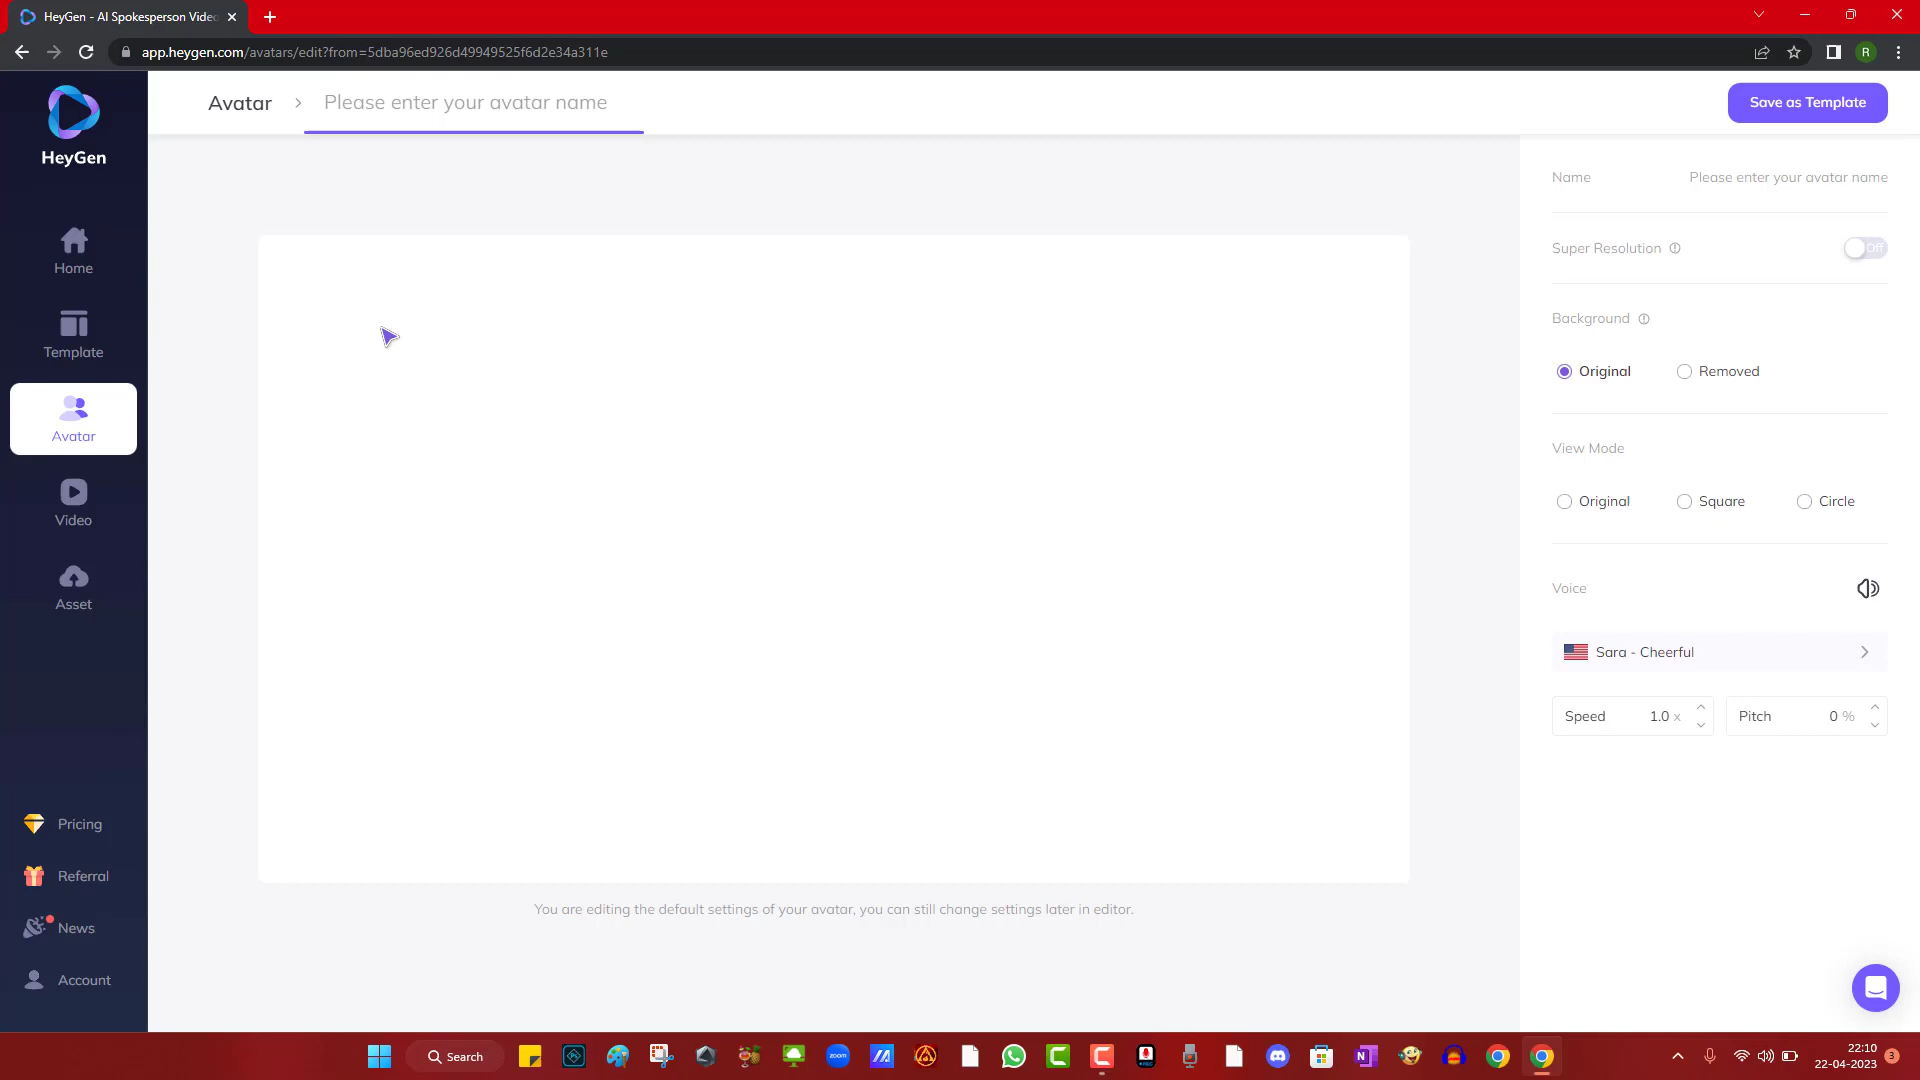 HeyGen - AI Spokesperson Video
app.heygen.com/avatars/edit?from=5dba96ed926d49949525f6d2e34a311e
R
HeyGen
Avatar
Please enter your avatar name
Save as Template
Home
Template
Avatar
Video
Asset
Pricing
Referral
News
Account
Name
Please enter your avatar name
Super Resolution
Off
Background
Original
Removed
View Mode
Original
Square
Circle
Voice
Sara - Cheerful
Speed 1.0 x
Pitch 0 %
You are editing the default settings of your avatar, you can still change settings later in editor.
Search
zoom
22:10
22-04-2023
3